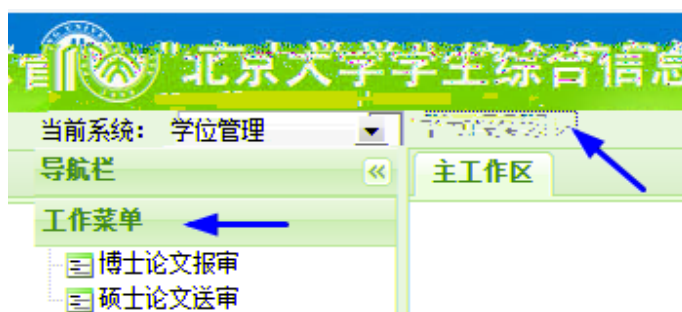 北京大学学生综合信息
当前系统： 学位管理
导航栏
主工作区
工作菜单
博士论文报审
硕士论文送审